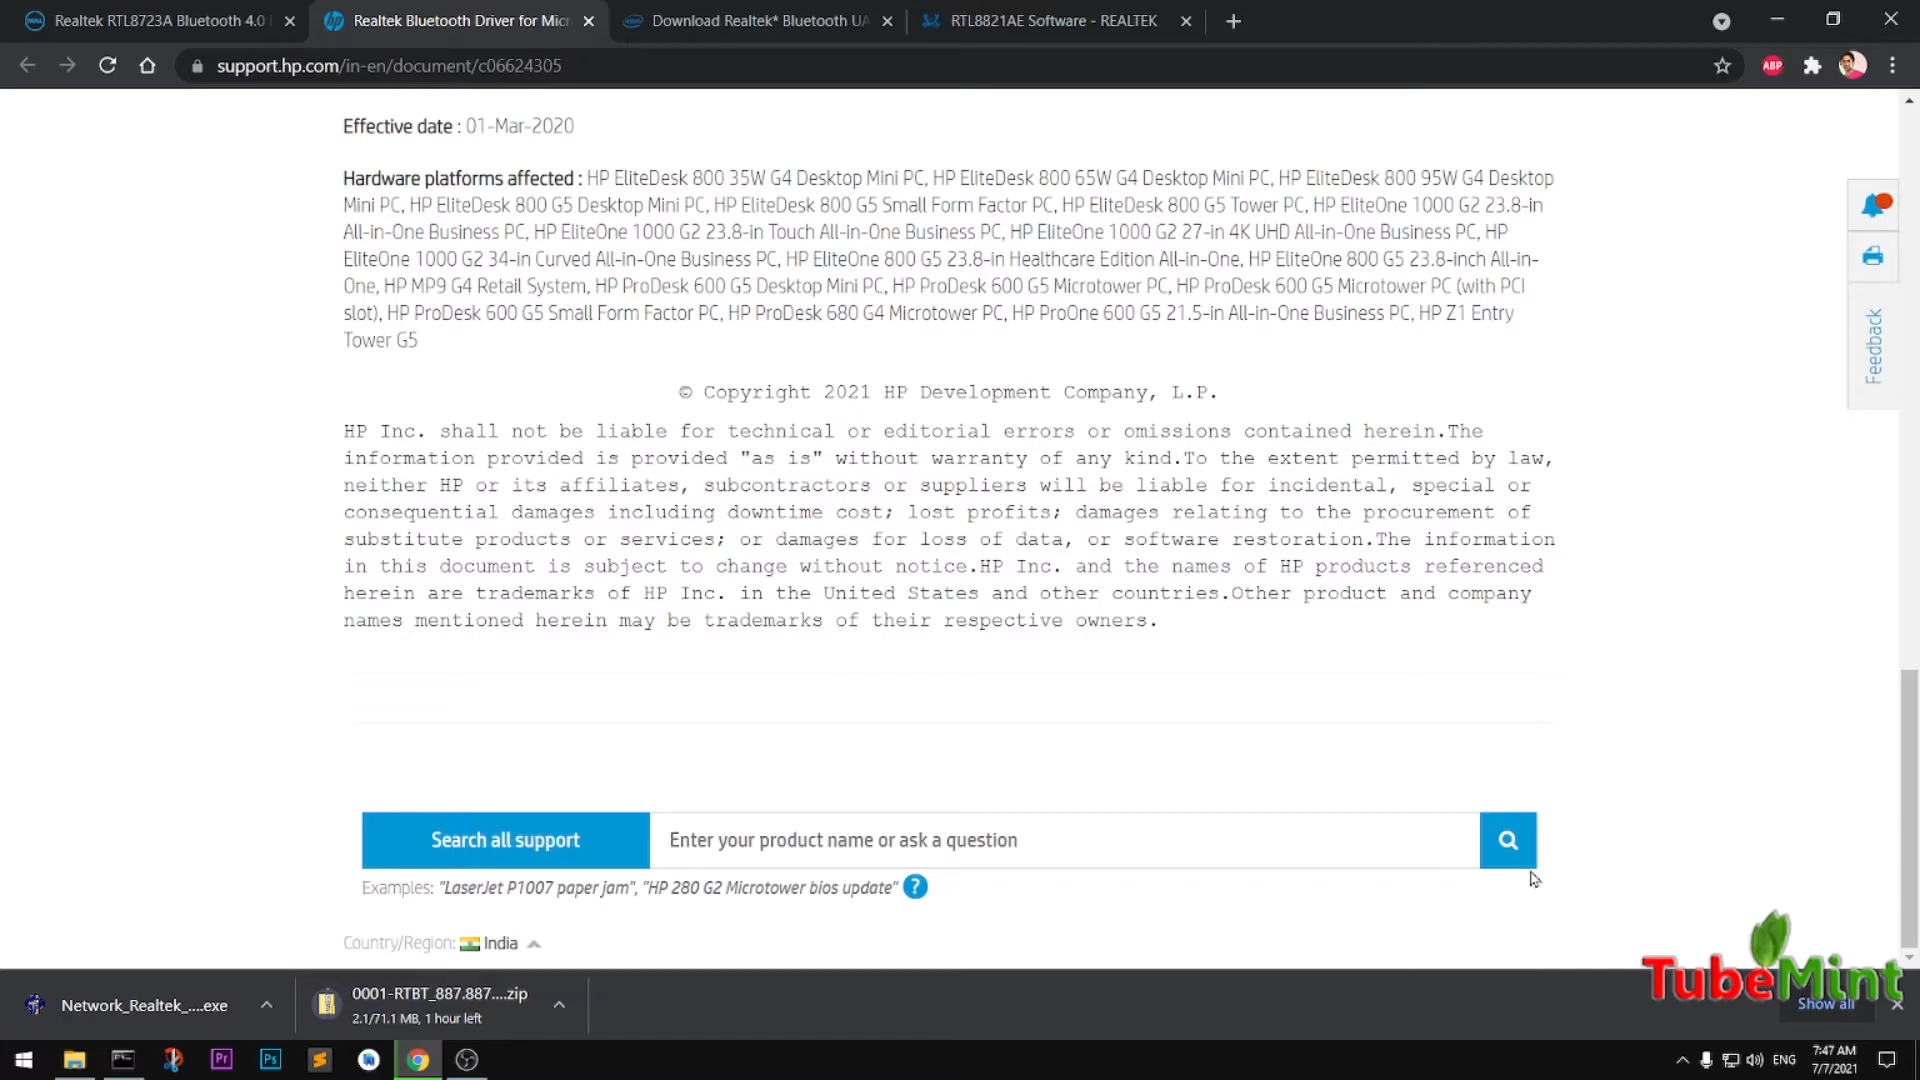 Realtek RTL8723A Bluetooth 4.0
Realtek Bluetooth Driver for Micr
Download Realtek* Bluetooth UA
RTL8821AE Software - REALTEK
support.hp.com/in-en/document/c06624305
ABP
Effective date : 01-Mar-2020
Hardware platforms affected : HP EliteDesk 800 35W G4 Desktop Mini PC, HP EliteDesk 800 65W G4 Desktop Mini PC, HP EliteDesk 800 95W G4 Desktop
Mini PC, HP EliteDesk 800 G5 Desktop Mini PC, HP EliteDesk 800 G5 Small Form Factor PC, HP EliteDesk 800 G5 Tower PC, HP EliteOne 1000 G2 23.8-in
All-in-One Business PC, HP EliteOne 1000 G2 23.8-in Touch All-in-One Business PC, HP EliteOne 1000 G2 27-in 4K UHD All-in-One Business PC, HP
EliteOne 1000 G2 34-in Curved All-in-One Business PC, HP EliteOne 800 G5 23.8-in Healthcare Edition All-in-One, HP EliteOne 800 G5 23.8-inch All-in-
One, HP MP9 G4 Retail System, HP ProDesk 600 G5 Desktop Mini PC, HP ProDesk 600 G5 Microtower PC, HP ProDesk 600 G5 Microtower PC (with PCI
slot), HP ProDesk 600 G5 Small Form Factor PC, HP ProDesk 680 G4 Microtower PC, HP ProOne 600 G5 21.5-in All-in-One Business PC, HP Z1 Entry
Tower G5
Feedback
© Copyright 2021 HP Development Company, L.P.
HP Inc. shall not be liable for technical or editorial errors or omissions contained herein.The
information provided is provided "as is" without warranty of any kind.To the extent permitted by law,
neither HP or its affiliates, subcontractors or suppliers will be liable for incidental, special or
consequential damages including downtime cost; lost profits; damages relating to the procurement of
substitute products or services; or damages for loss of data, or software restoration.The information
in this document is subject to change without notice.HP Inc. and the names of HP products referenced
herein are trademarks of HP Inc. in the United States and other countries.Other product and company
names mentioned herein may be trademarks of their respective owners.
Search all support
Enter your product name or ask a question
Examples: "LaserJet P1007 paper jam", "HP 280 G2 Microtower bios update" ?
Country/Region: India
TubeMint
Network_Realtek_....exe
0001-RTBT_887.887....zip
2.1/71.1 MB, 1 hour left
Show all
Pr
Ps
ENG
7:47 AM
7/7/2021